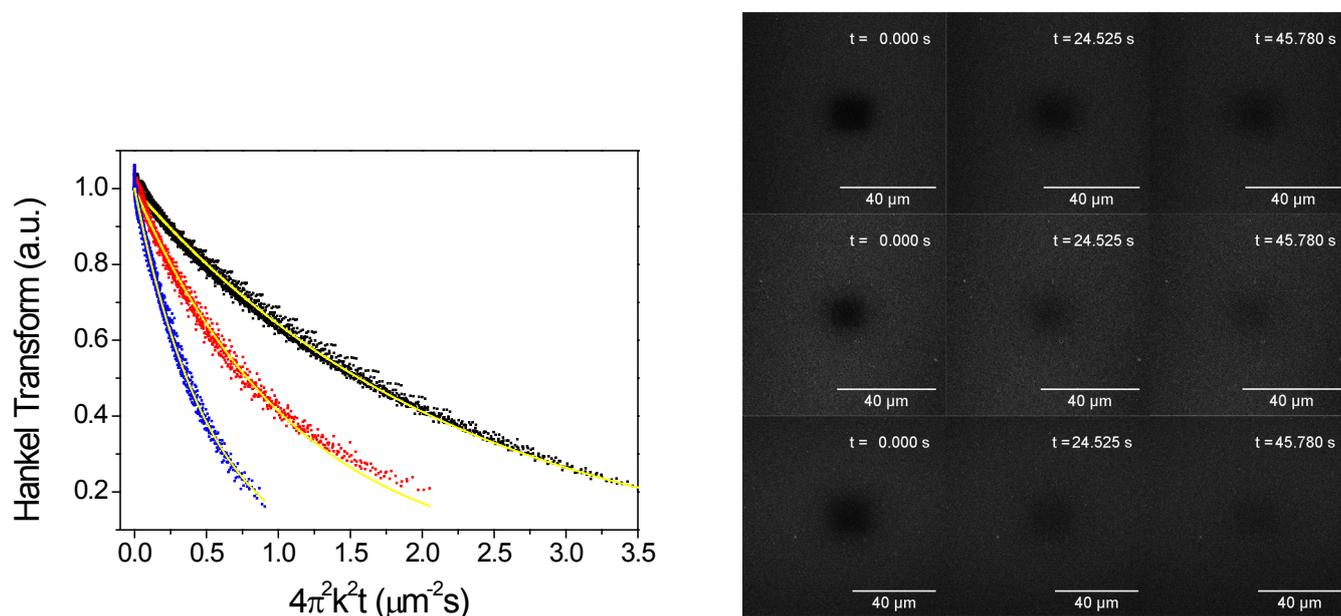 Hankel Transform (a.u.)
1.0
0.8
0.6
0.4
0.2
0.0 0.5 1.0 1.5 2.0 2.5 3.0 3.5
4π²k²t (μm⁻²s)
t = 0.000 s t = 24.525 s t = 45.780 s
40 µm 40 µm 40 µm
t = 0.000 s t = 24.525 s t = 45.780 s
40 µm 40 µm 40 µm
t = 0.000 s t = 24.525 s t = 45.780 s
40 µm 40 µm 40 µm